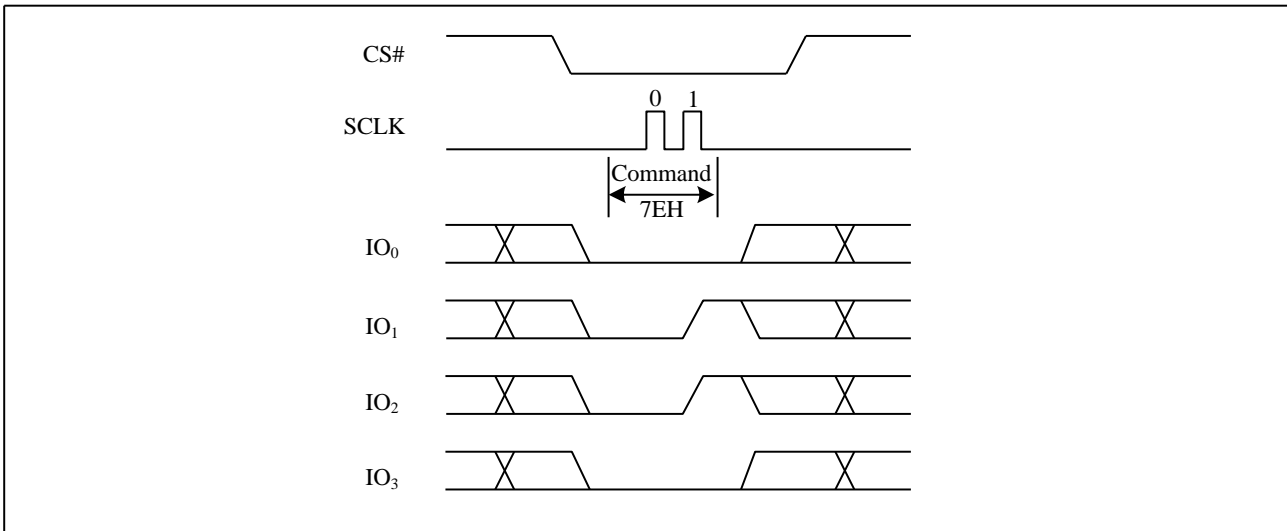 CS#
0 1
SCLK
Command
7EH
IO₀
IO₁
IO₂
IO₃